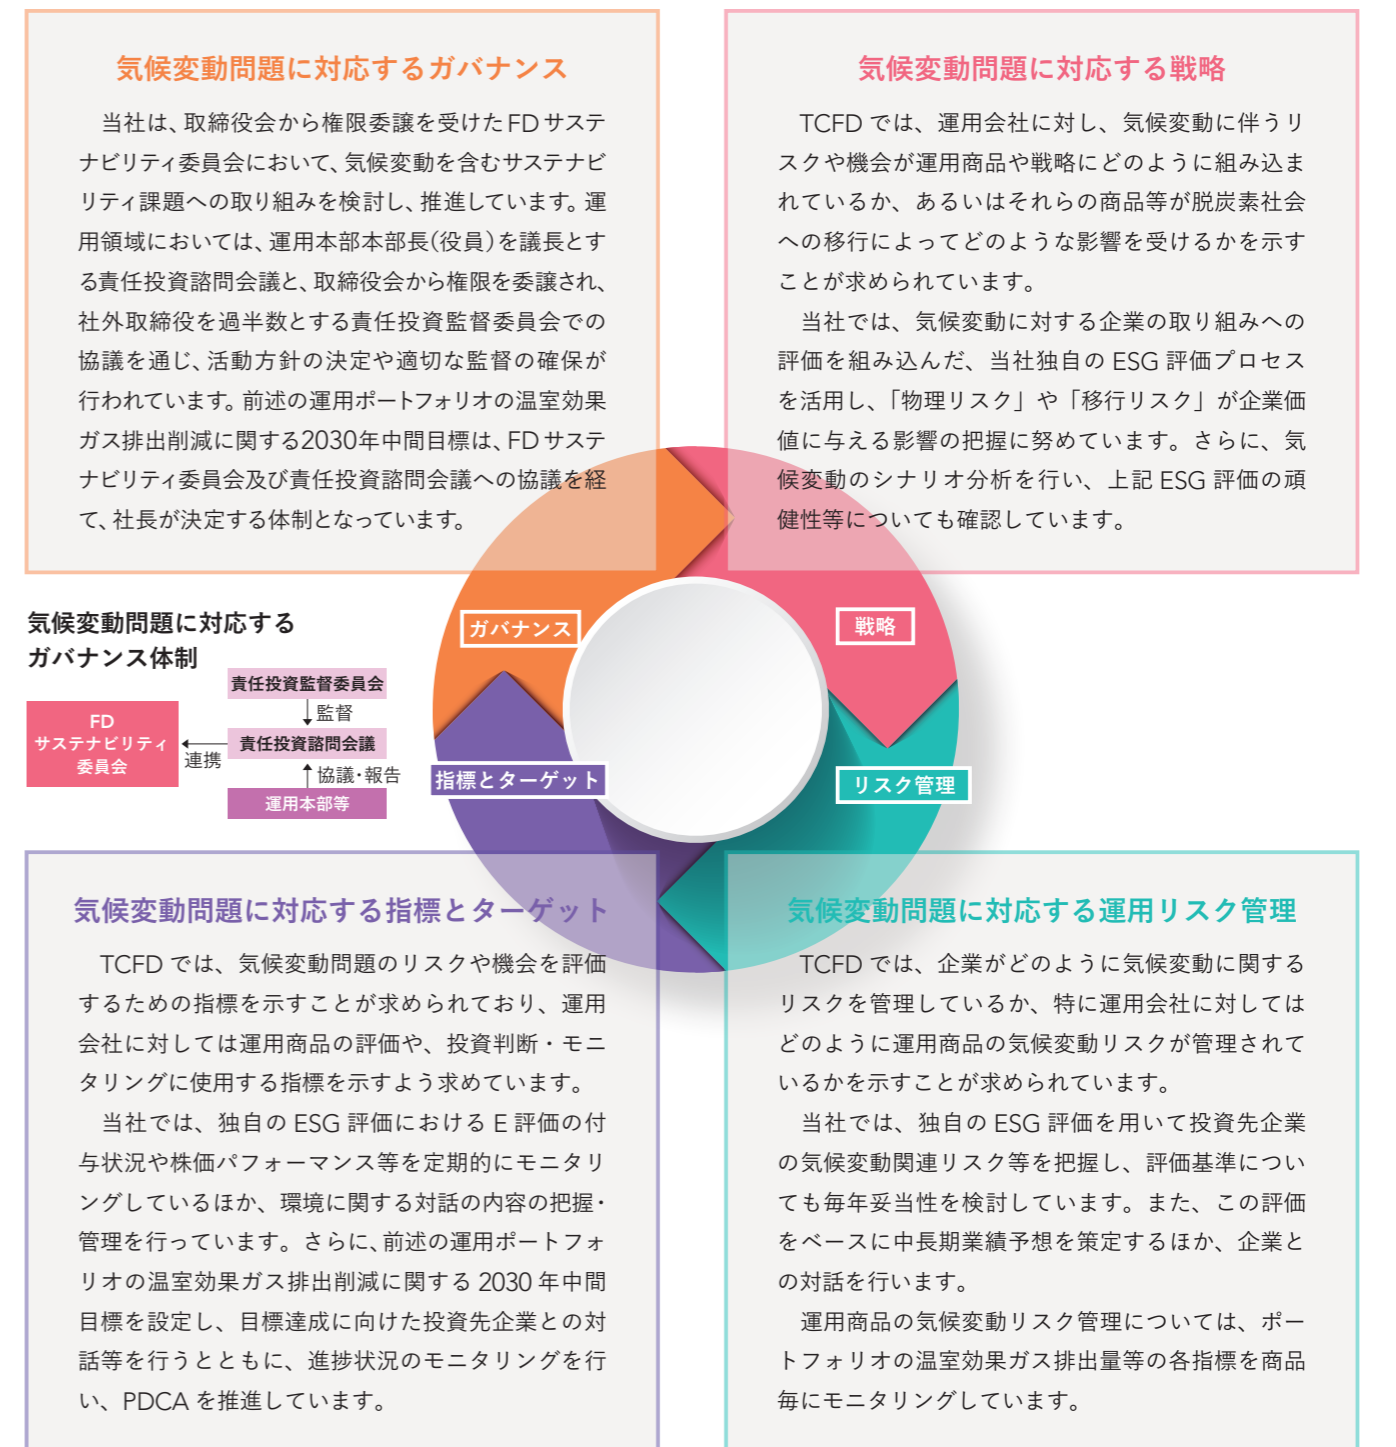 気候変動問題に対応するガバナンス
当社は、取締役会から権限委譲を受けたFDサステ
ナビリティ委員会において、気候変動を含むサステナビ
リティ課題への取り組みを検討し、推進しています。運
用領域においては、運用本部本部長(役員)を議長とす
る責任投資諮問会議と、取締役会から権限を委譲され、
社外取締役を過半数とする責任投資監督委員会での
協議を通じ、活動方針の決定や適切な監督の確保が
行われています。前述の運用ポートフォリオの温室効果
ガス排出削減に関する2030年中間目標は、FDサステ
ナビリティ委員会及び責任投資諮問会議への協議を経
て、社長が決定する体制となっています。
気候変動問題に対応する戦略
TCFD では、運用会社に対し、気候変動に伴うリ
スクや機会が運用商品や戦略にどのように組み込ま
れているか、あるいはそれらの商品等が脱炭素社会
への移行によってどのような影響を受けるかを示す
ことが求められています。
当社では、気候変動に対する企業の取り組みへの
評価を組み込んだ、当社独自の ESG 評価プロセス
を活用し、「物理リスク」や「移行リスク」が企業価
値に与える影響の把握に努めています。さらに、気
候変動のシナリオ分析を行い、上記 ESG 評価の頑
健性等についても確認しています。
気候変動問題に対応する
ガバナンス体制
責任投資監督委員会
監督
FD
サステナビリティ
委員会
連携
責任投資諮問会議
協議・報告
運用本部等
ガバナンス
戦略
指標とターゲット
リスク管理
気候変動問題に対応する指標とターゲット
TCFD では、気候変動問題のリスクや機会を評価
するための指標を示すことが求められており、運用
会社に対しては運用商品の評価や、投資判断・モニ
タリングに使用する指標を示すよう求めています。
当社では、独自の ESG 評価における E 評価の付
与状況や株価パフォーマンス等を定期的にモニタリ
ングしているほか、環境に関する対話の内容の把握・
管理を行っています。さらに、前述の運用ポートフォ
リオの温室効果ガス排出削減に関する 2030 年中間
目標を設定し、目標達成に向けた投資先企業との対
話等を行うとともに、進捗状況のモニタリングを行
い、PDCA を推進しています。
気候変動問題に対応する運用リスク管理
TCFD では、企業がどのように気候変動に関する
リスクを管理しているか、特に運用会社に対しては
どのように運用商品の気候変動リスクが管理されて
いるかを示すことが求められています。
当社では、独自の ESG 評価を用いて投資先企業
の気候変動関連リスク等を把握し、評価基準につい
ても毎年妥当性を検討しています。また、この評価
をベースに中長期業績予想を策定するほか、企業と
の対話を行います。
運用商品の気候変動リスク管理については、ポー
トフォリオの温室効果ガス排出量等の各指標を商品
毎にモニタリングしています。